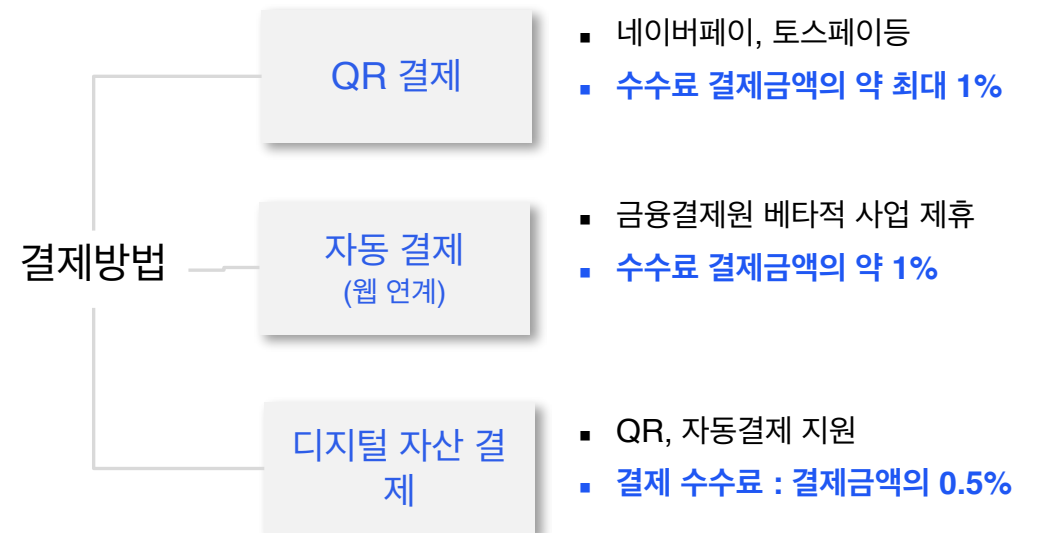 결제방법
QR 결제
▪ 네이버페이, 토스페이등
▪ 수수료 결제금액의 약 최대 1%
자동 결제
(웹 연계)
▪ 금융결제원 베타적 사업 제휴
▪ 수수료 결제금액의 약 1%
디지털 자산 결
제
▪ QR, 자동결제 지원
▪ 결제 수수료 : 결제금액의 0.5%